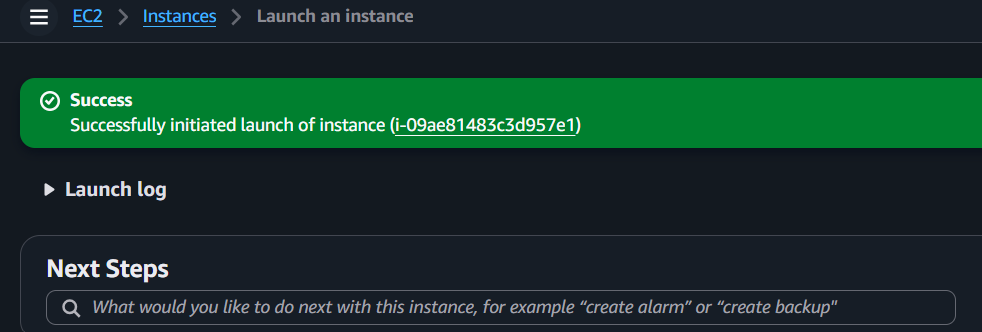 EC2 > Instances > Launch an instance
Success
Successfully initiated launch of instance (i-09ae81483c3d957e1)
Launch log
Next Steps
What would you like to do next with this instance, for example “create alarm” or “create backup"